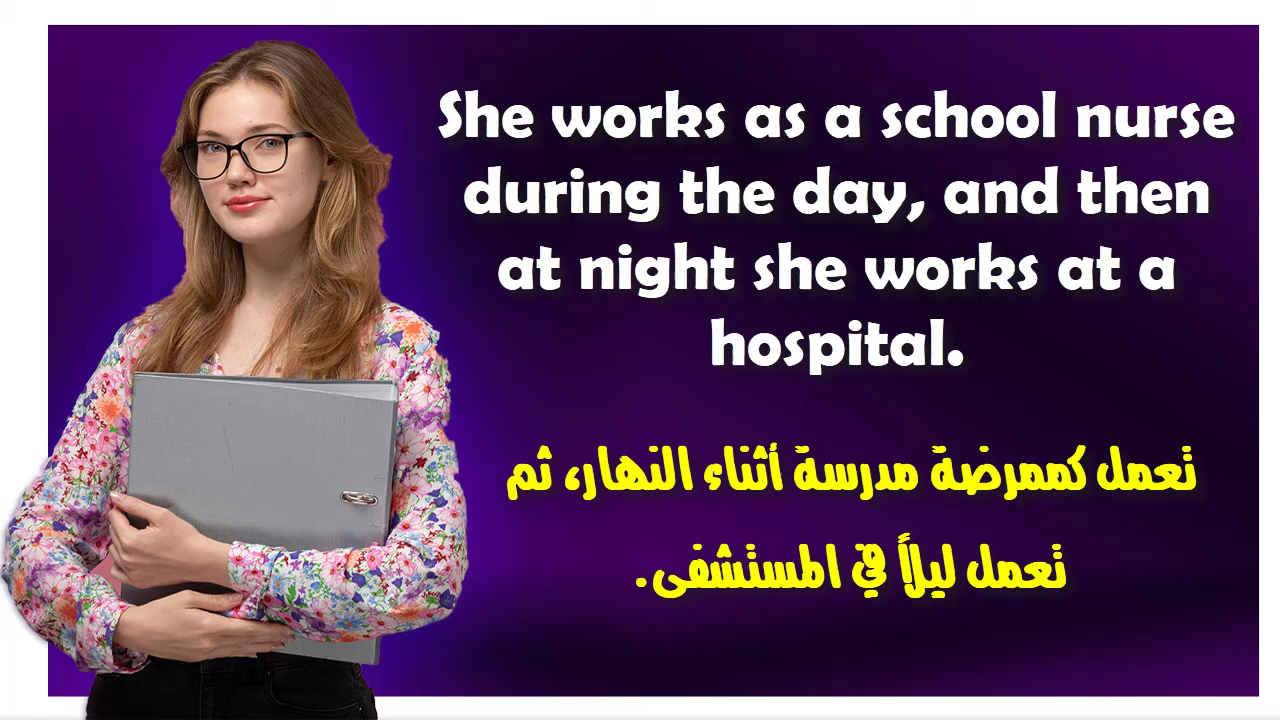 She works as a school nurse
during the day, and then
at night she works at a
hospital.
تعمل كممرضة مدرسة أثناء النهار، ثم
تعمل ليلاً في المستشفى.